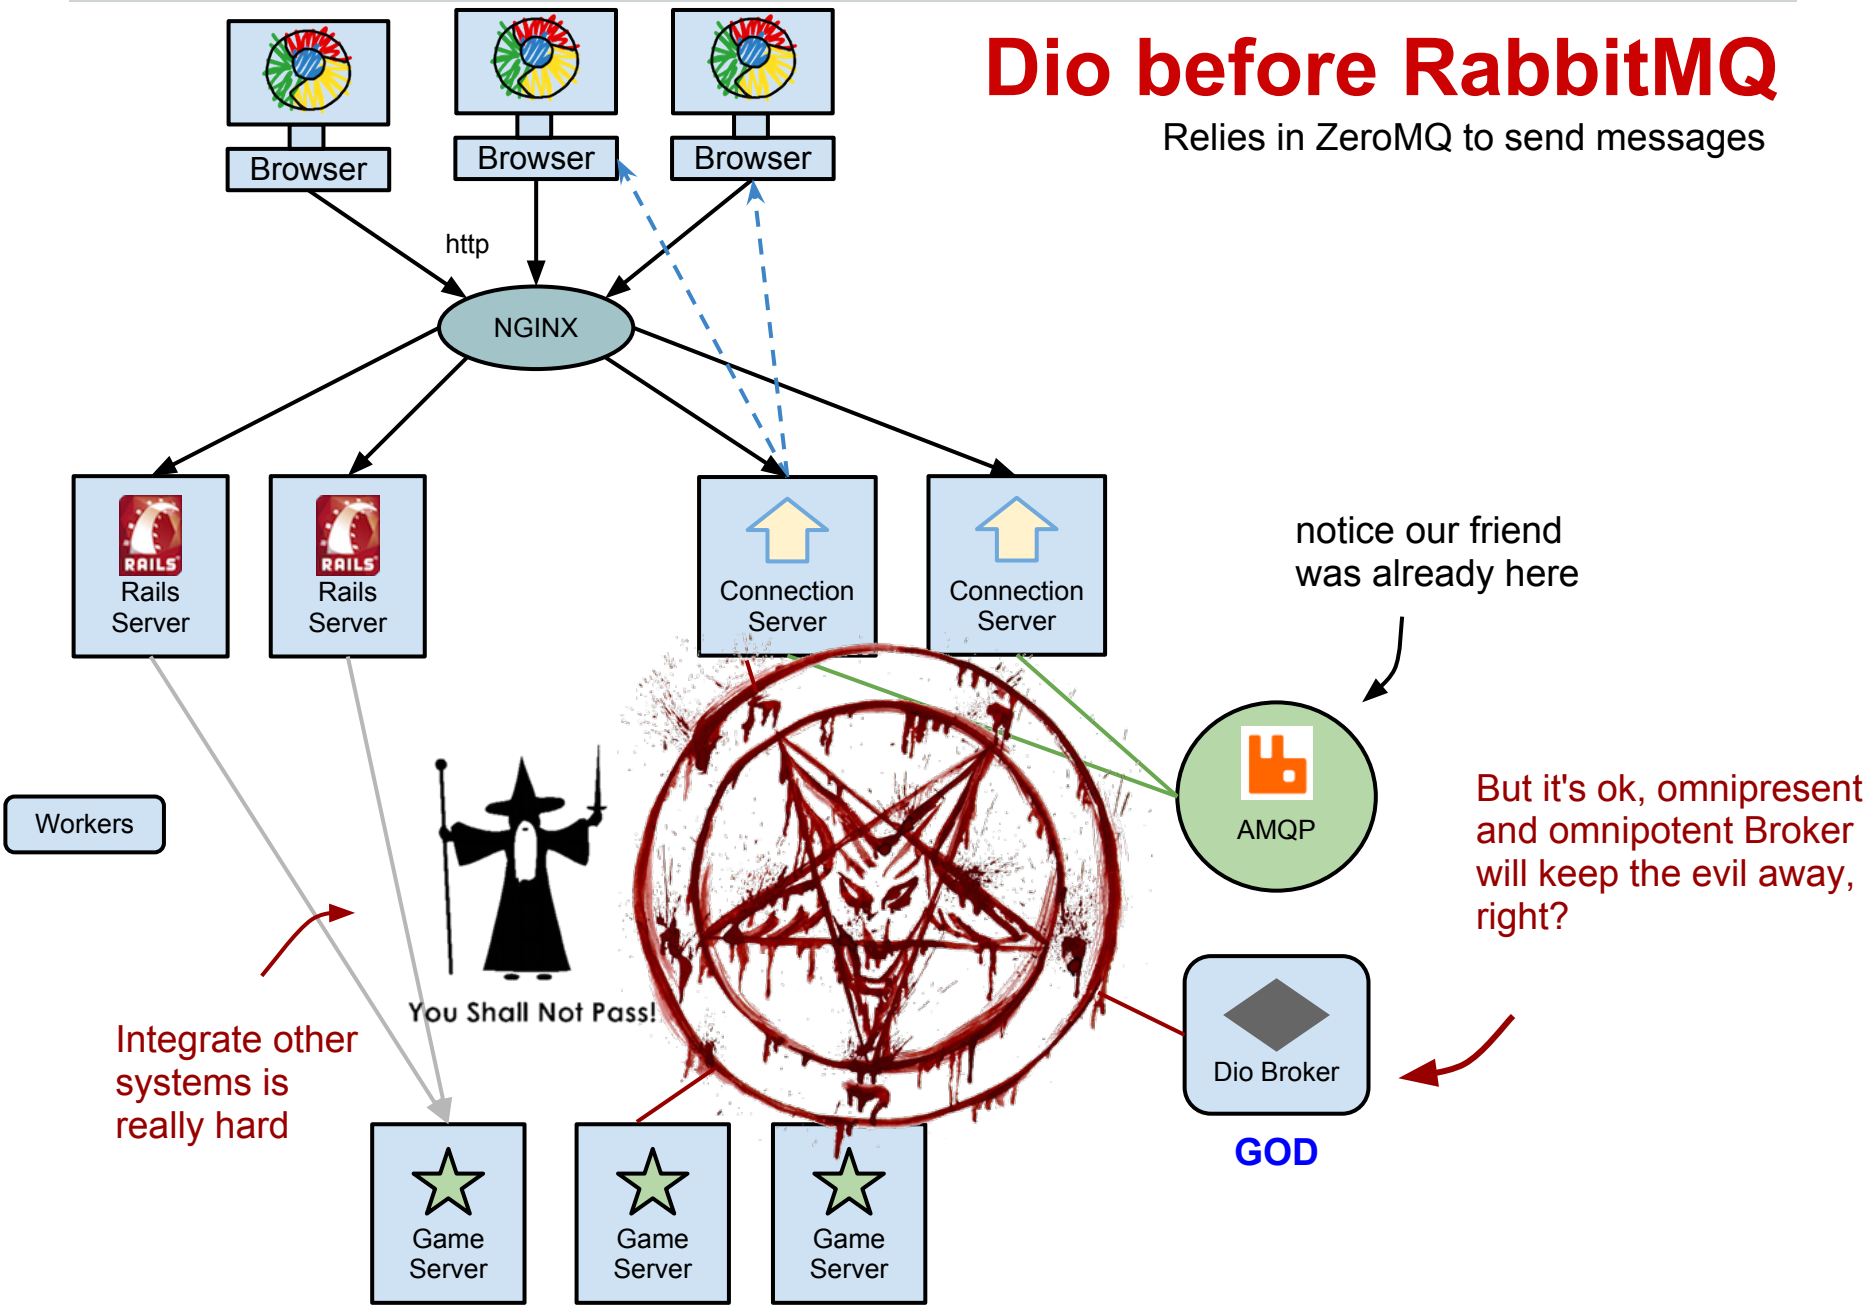 Dio before RabbitMQ
Relies in ZeroMQ to send messages
Browser
Browser
Browser
http
NGINX
RAILS
Rails
Server
RAILS
Rails
Server
Connection
Server
Connection
Server
notice our friend
was already here
AMQP
But it's ok, omnipresent
and omnipotent Broker
will keep the evil away,
right?
Workers
You Shall Not Pass!
Integrate other
systems is
really hard
Dio Broker
GOD
Game
Server
Game
Server
Game
Server